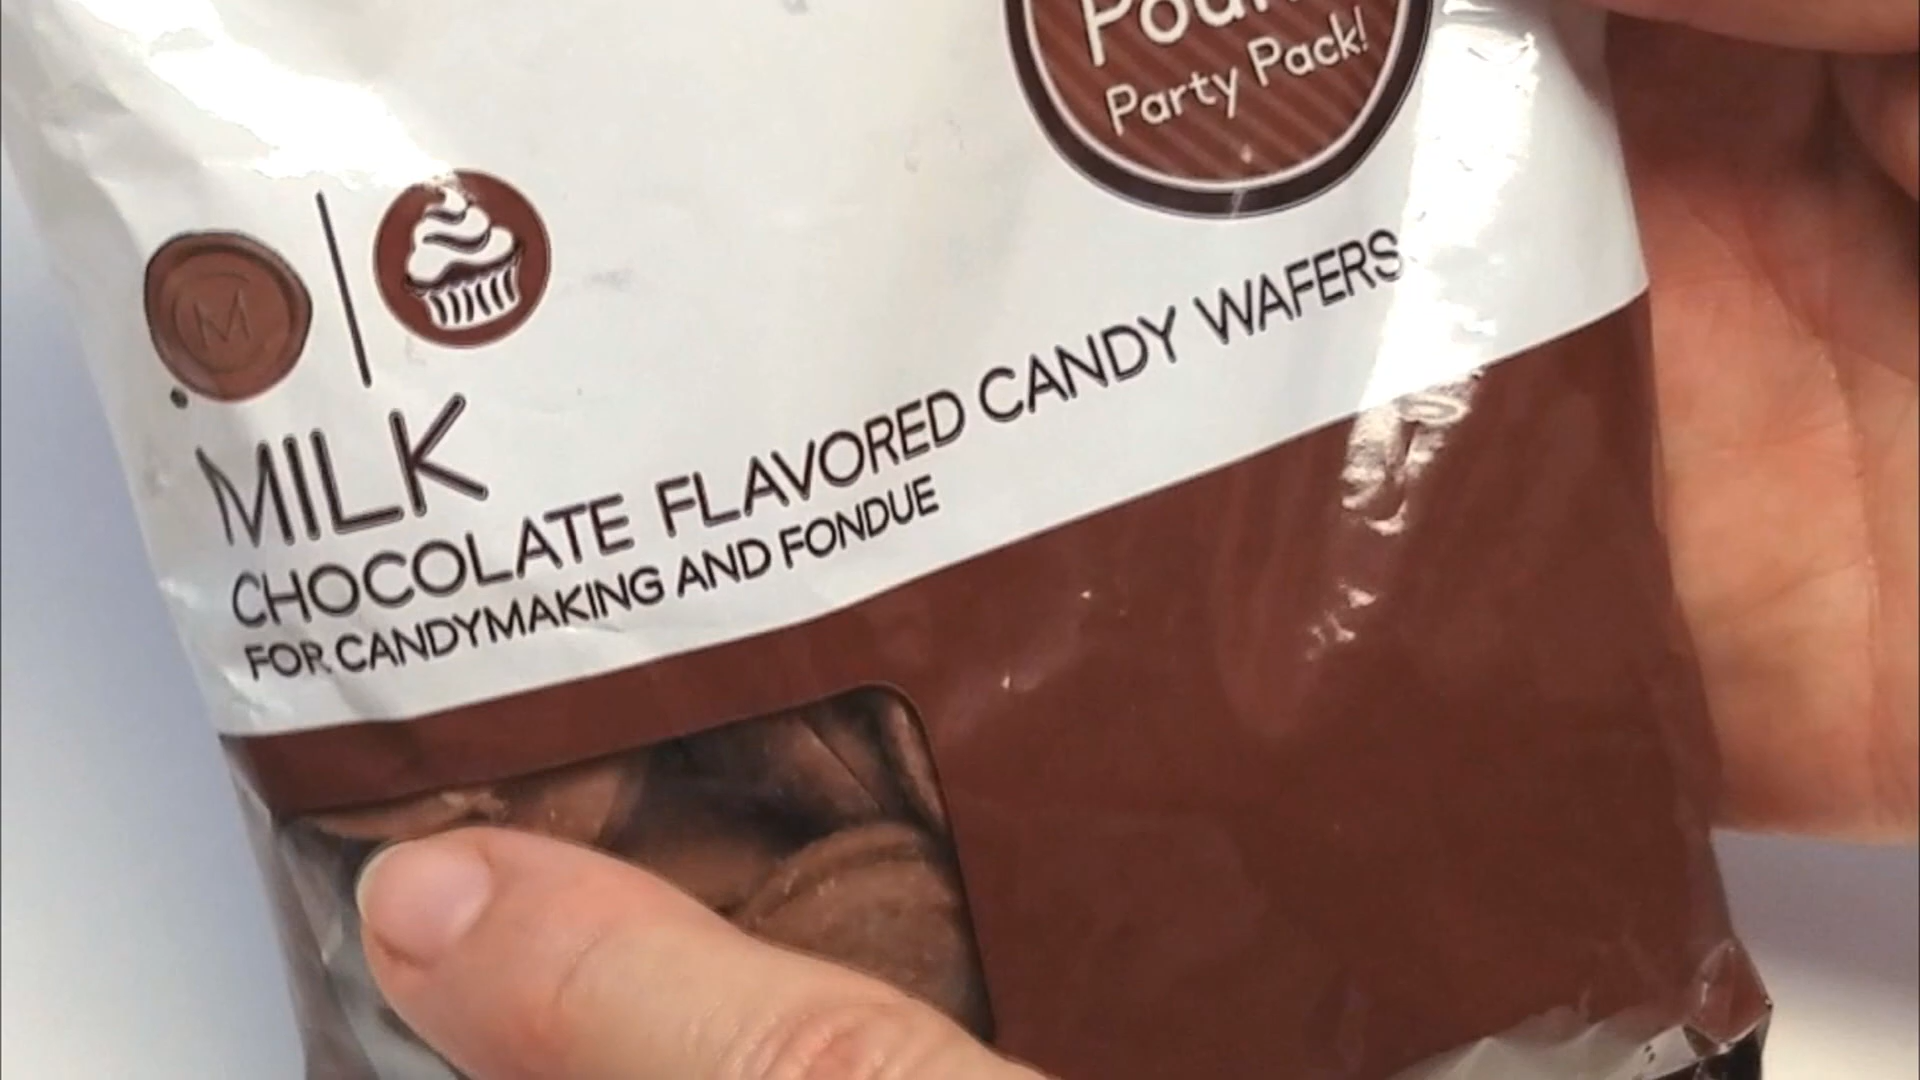 Party Pack!
M
MILK
CHOCOLATE FLAVORED CANDY WAFERS
FOR CANDYMAKING AND FONDUE